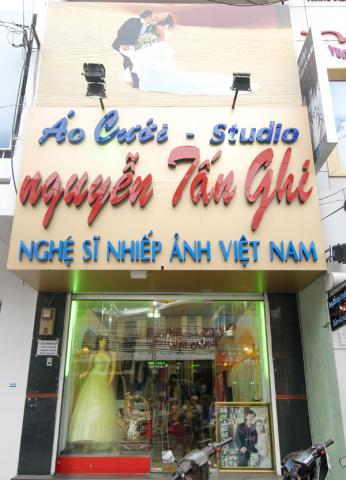 Áo Cưới - Studio
nguyễn Tấn Ghi
NGHỆ SĨ NHIẾP ẢNH VIỆT NAM